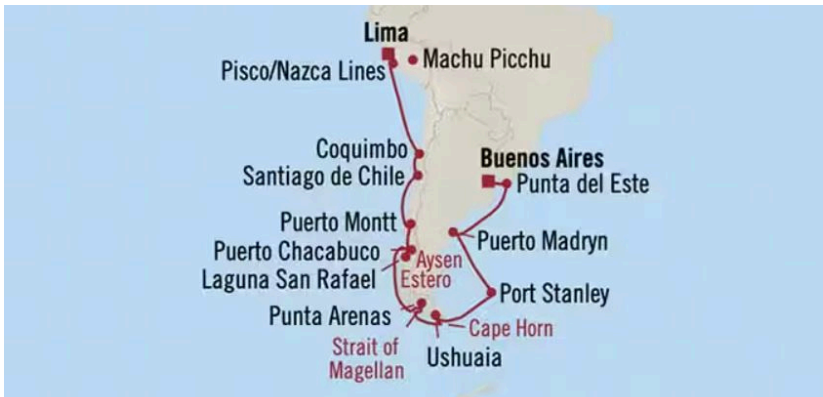 Lima
Machu Picchu
Pisco/Nazca Lines
Coquimbo
Santiago de Chile
Buenos Aires
Punta del Este
Puerto Montt
Puerto Madryn
Puerto Chacabuco
Laguna San Rafael
Aysen
Estero
Port Stanley
Punta Arenas
Cape Horn
Strait of
Magellan
Ushuaia